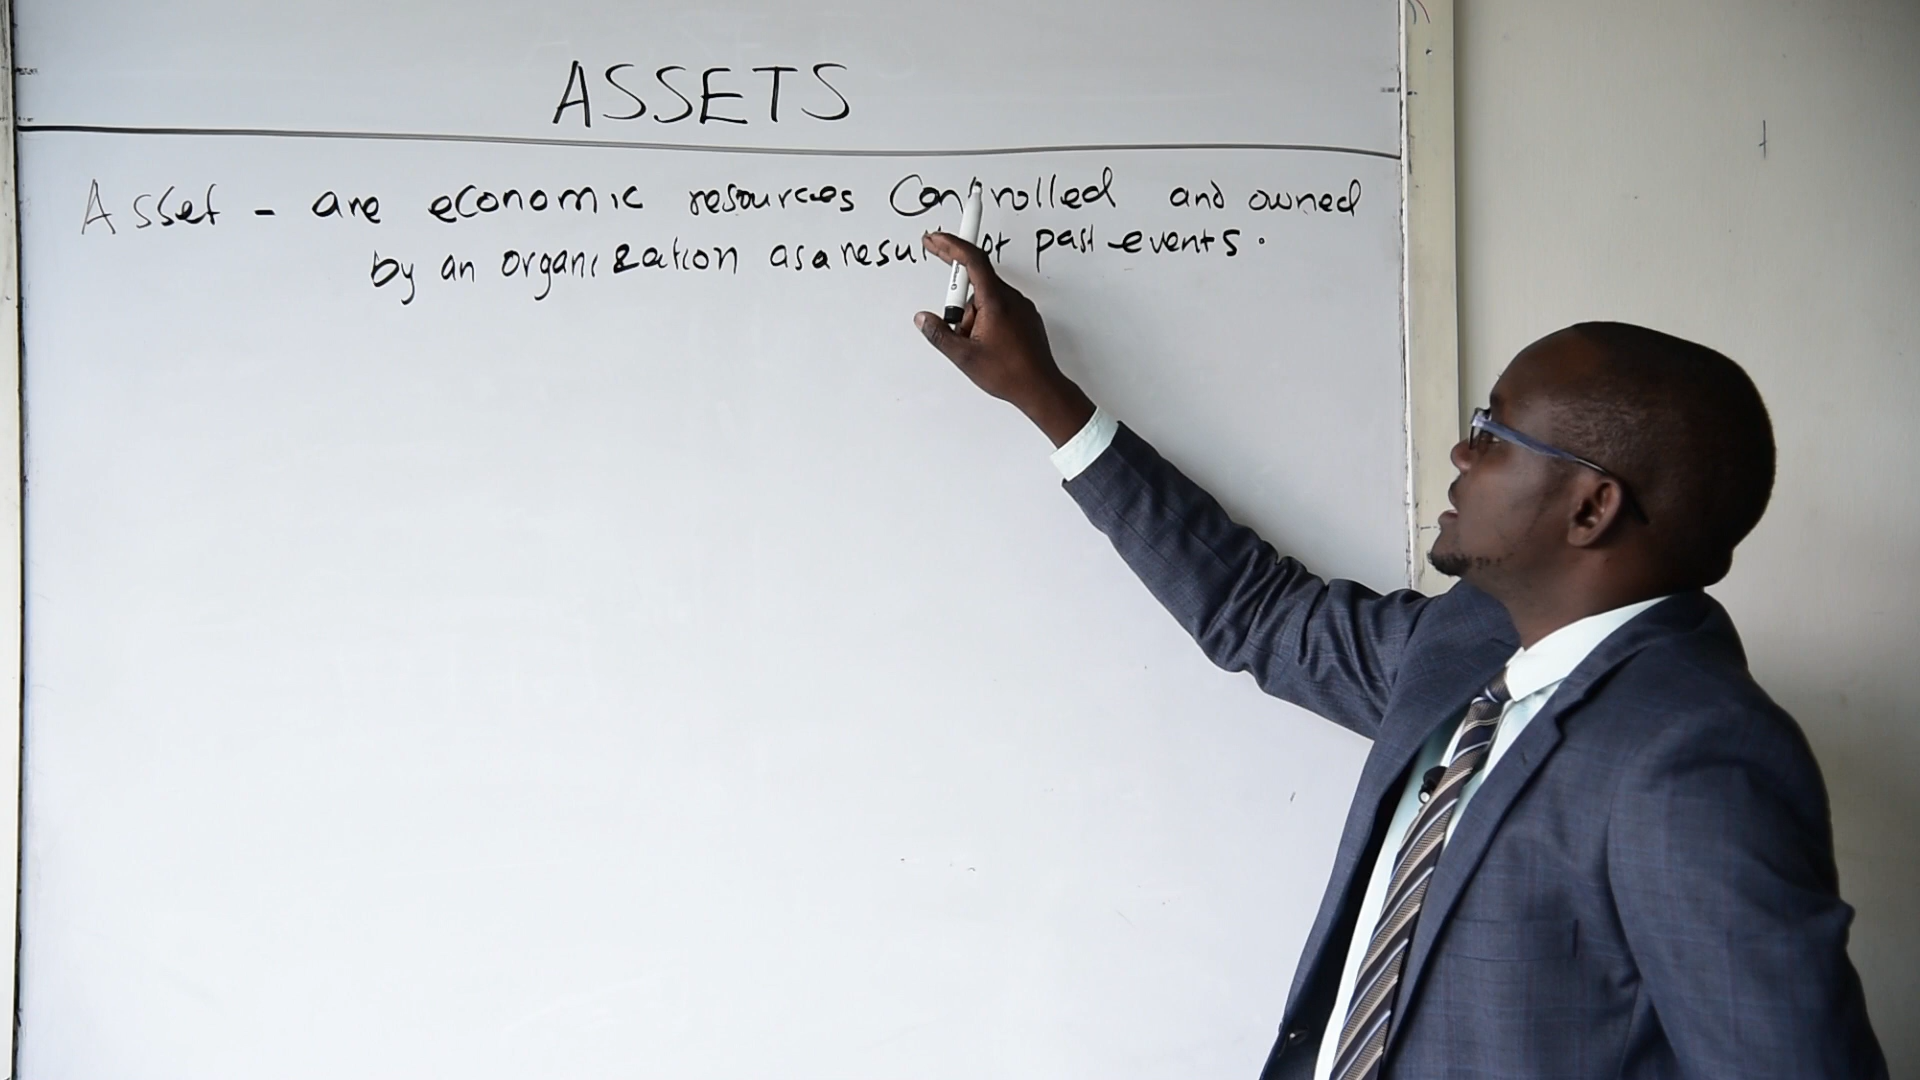 ASSETS
Asset - are economic resources Controlled and owned
by an organization as a result of past events.